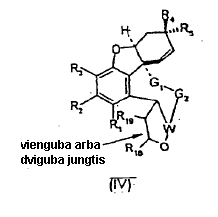 R₄
H
R₅
O
R₃
G₁
G₂
R₂
R₁
R₁₉
W
vienguba arba
dviguba jungtis
R₁₈
O
(IV)